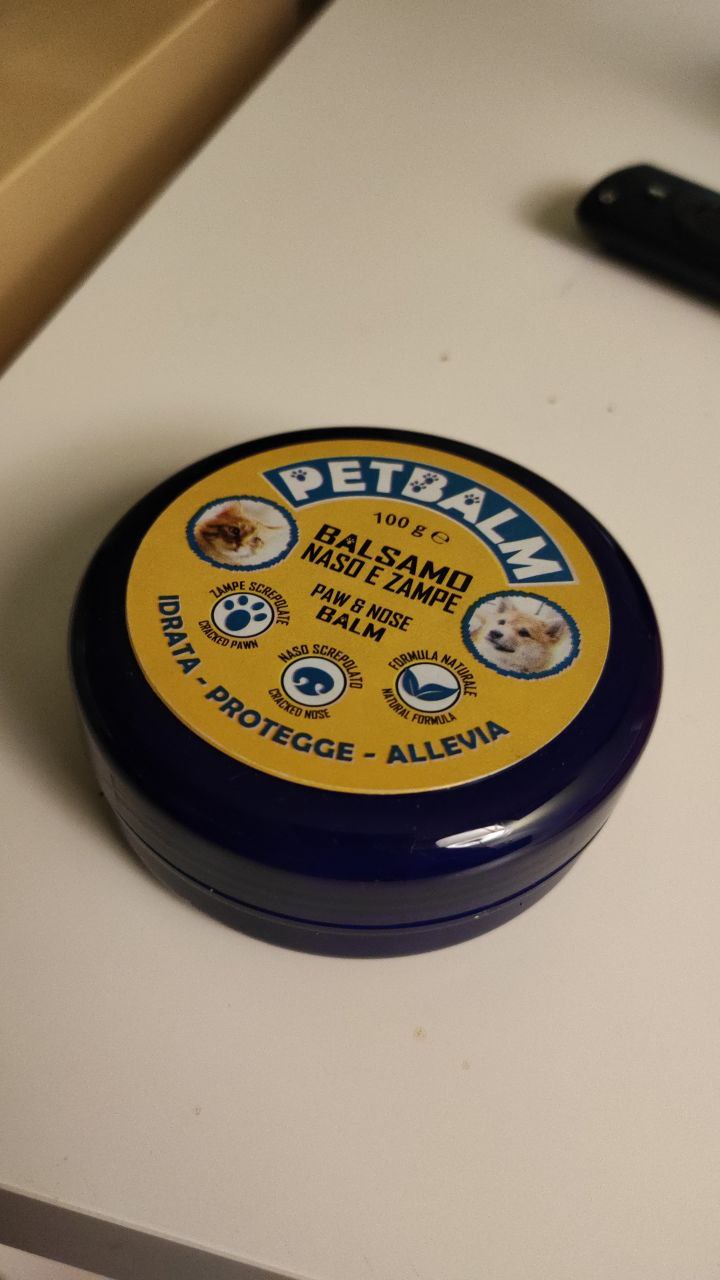 PETBALM
100 g ℮
BALSAMO
NASO E ZAMPE
PAW & NOSE
BALM
ZAMPE SCREPOLATE
CRACKED PAWN
NASO SCREPOLATO
CRACKED NOSE
FORMULA NATURALE
NATURAL FORMULA
IDRATA - PROTEGGE - ALLEVIA